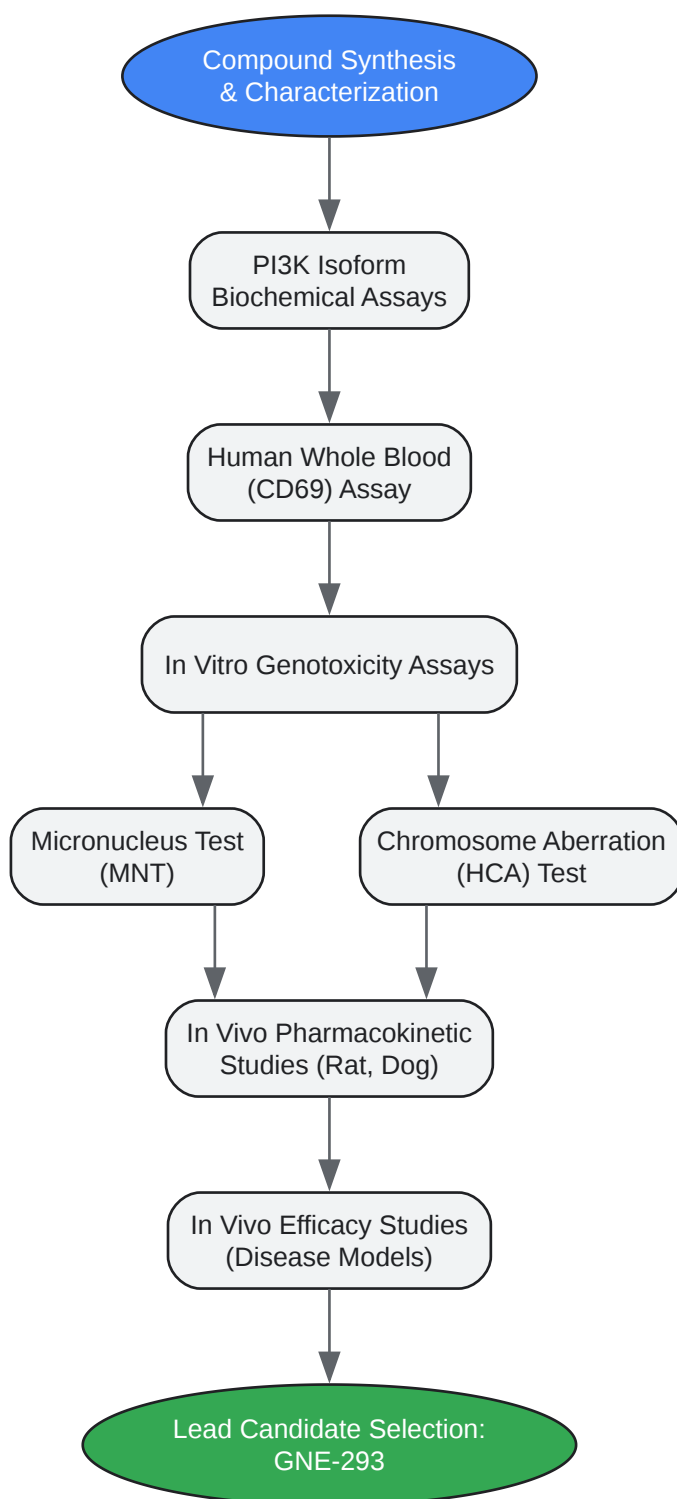 Compound Synthesis
& Characterization
PI3K Isoform
Biochemical Assays
Human Whole Blood
(CD69) Assay
In Vitro Genotoxicity Assays
Micronucleus Test
(MNT)
Chromosome Aberration
(HCA) Test
In Vivo Pharmacokinetic
Studies (Rat, Dog)
In Vivo Efficacy Studies
(Disease Models)
Lead Candidate Selection:
GNE-293